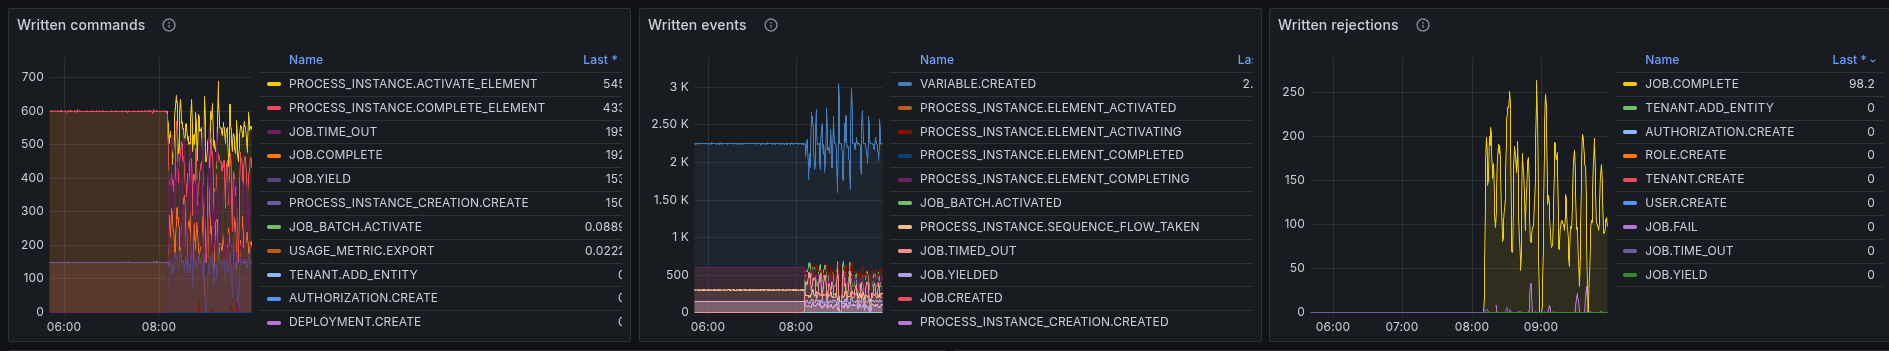 Written commands
Name Last *
700
600
500
400
300
200
100
0
06:00 08:00
PROCESS_INSTANCE.ACTIVATE_ELEMENT 545
PROCESS_INSTANCE.COMPLETE_ELEMENT 433
JOB.TIME_OUT 195
JOB.COMPLETE 192
JOB.YIELD 153
PROCESS_INSTANCE_CREATION.CREATE 150
JOB_BATCH.ACTIVATE 0.0889
USAGE_METRIC.EXPORT 0.0222
TENANT.ADD_ENTITY 0
AUTHORIZATION.CREATE 0
DEPLOYMENT.CREATE 0
Written events
Name Las
3 K
2.50 K
2 K
1.50 K
1 K
500
0
06:00 08:00
VARIABLE.CREATED 2.
PROCESS_INSTANCE.ELEMENT_ACTIVATED
PROCESS_INSTANCE.ELEMENT_ACTIVATING
PROCESS_INSTANCE.ELEMENT_COMPLETED
PROCESS_INSTANCE.ELEMENT_COMPLETING
JOB_BATCH.ACTIVATED
PROCESS_INSTANCE.SEQUENCE_FLOW_TAKEN
JOB.TIMED_OUT
JOB.YIELDED
JOB.CREATED
PROCESS_INSTANCE_CREATION.CREATED
Written rejections
Name Last *
250
200
150
100
50
0
06:00 07:00 08:00 09:00
JOB.COMPLETE 98.2
TENANT.ADD_ENTITY 0
AUTHORIZATION.CREATE 0
ROLE.CREATE 0
TENANT.CREATE 0
USER.CREATE 0
JOB.FAIL 0
JOB.TIME_OUT 0
JOB.YIELD 0